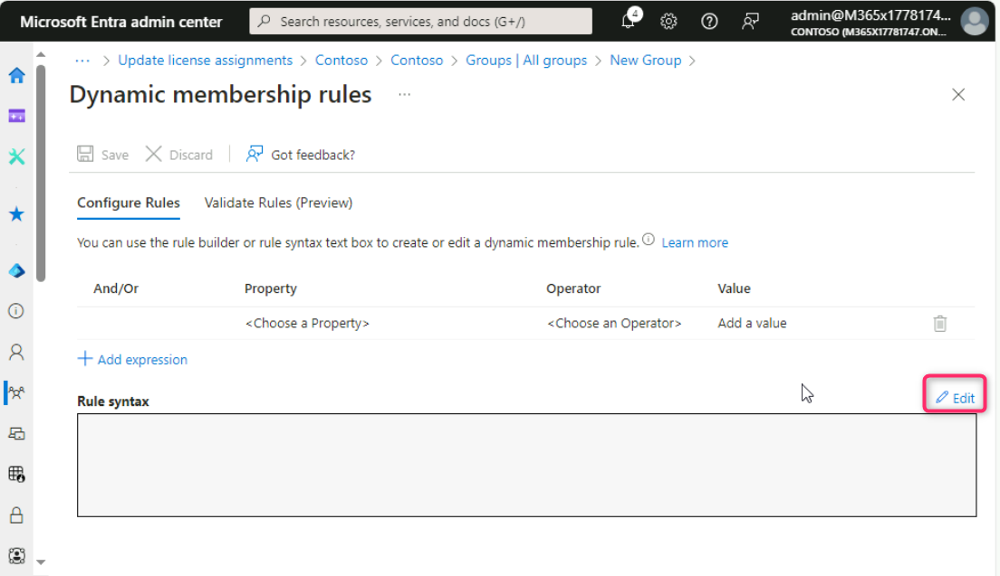 Microsoft Entra admin center
Search resources, services, and docs (G+/)
4
admin@M365x1778174...
CONTOSO (M365X17781747.ON...
... > Update license assignments > Contoso > Contoso > Groups | All groups > New Group >
Dynamic membership rules ...
Save Discard Got feedback?
Configure Rules Validate Rules (Preview)
You can use the rule builder or rule syntax text box to create or edit a dynamic membership rule. Learn more
And/Or Property Operator Value
<Choose a Property> <Choose an Operator> Add a value
+ Add expression
Rule syntax
Edit